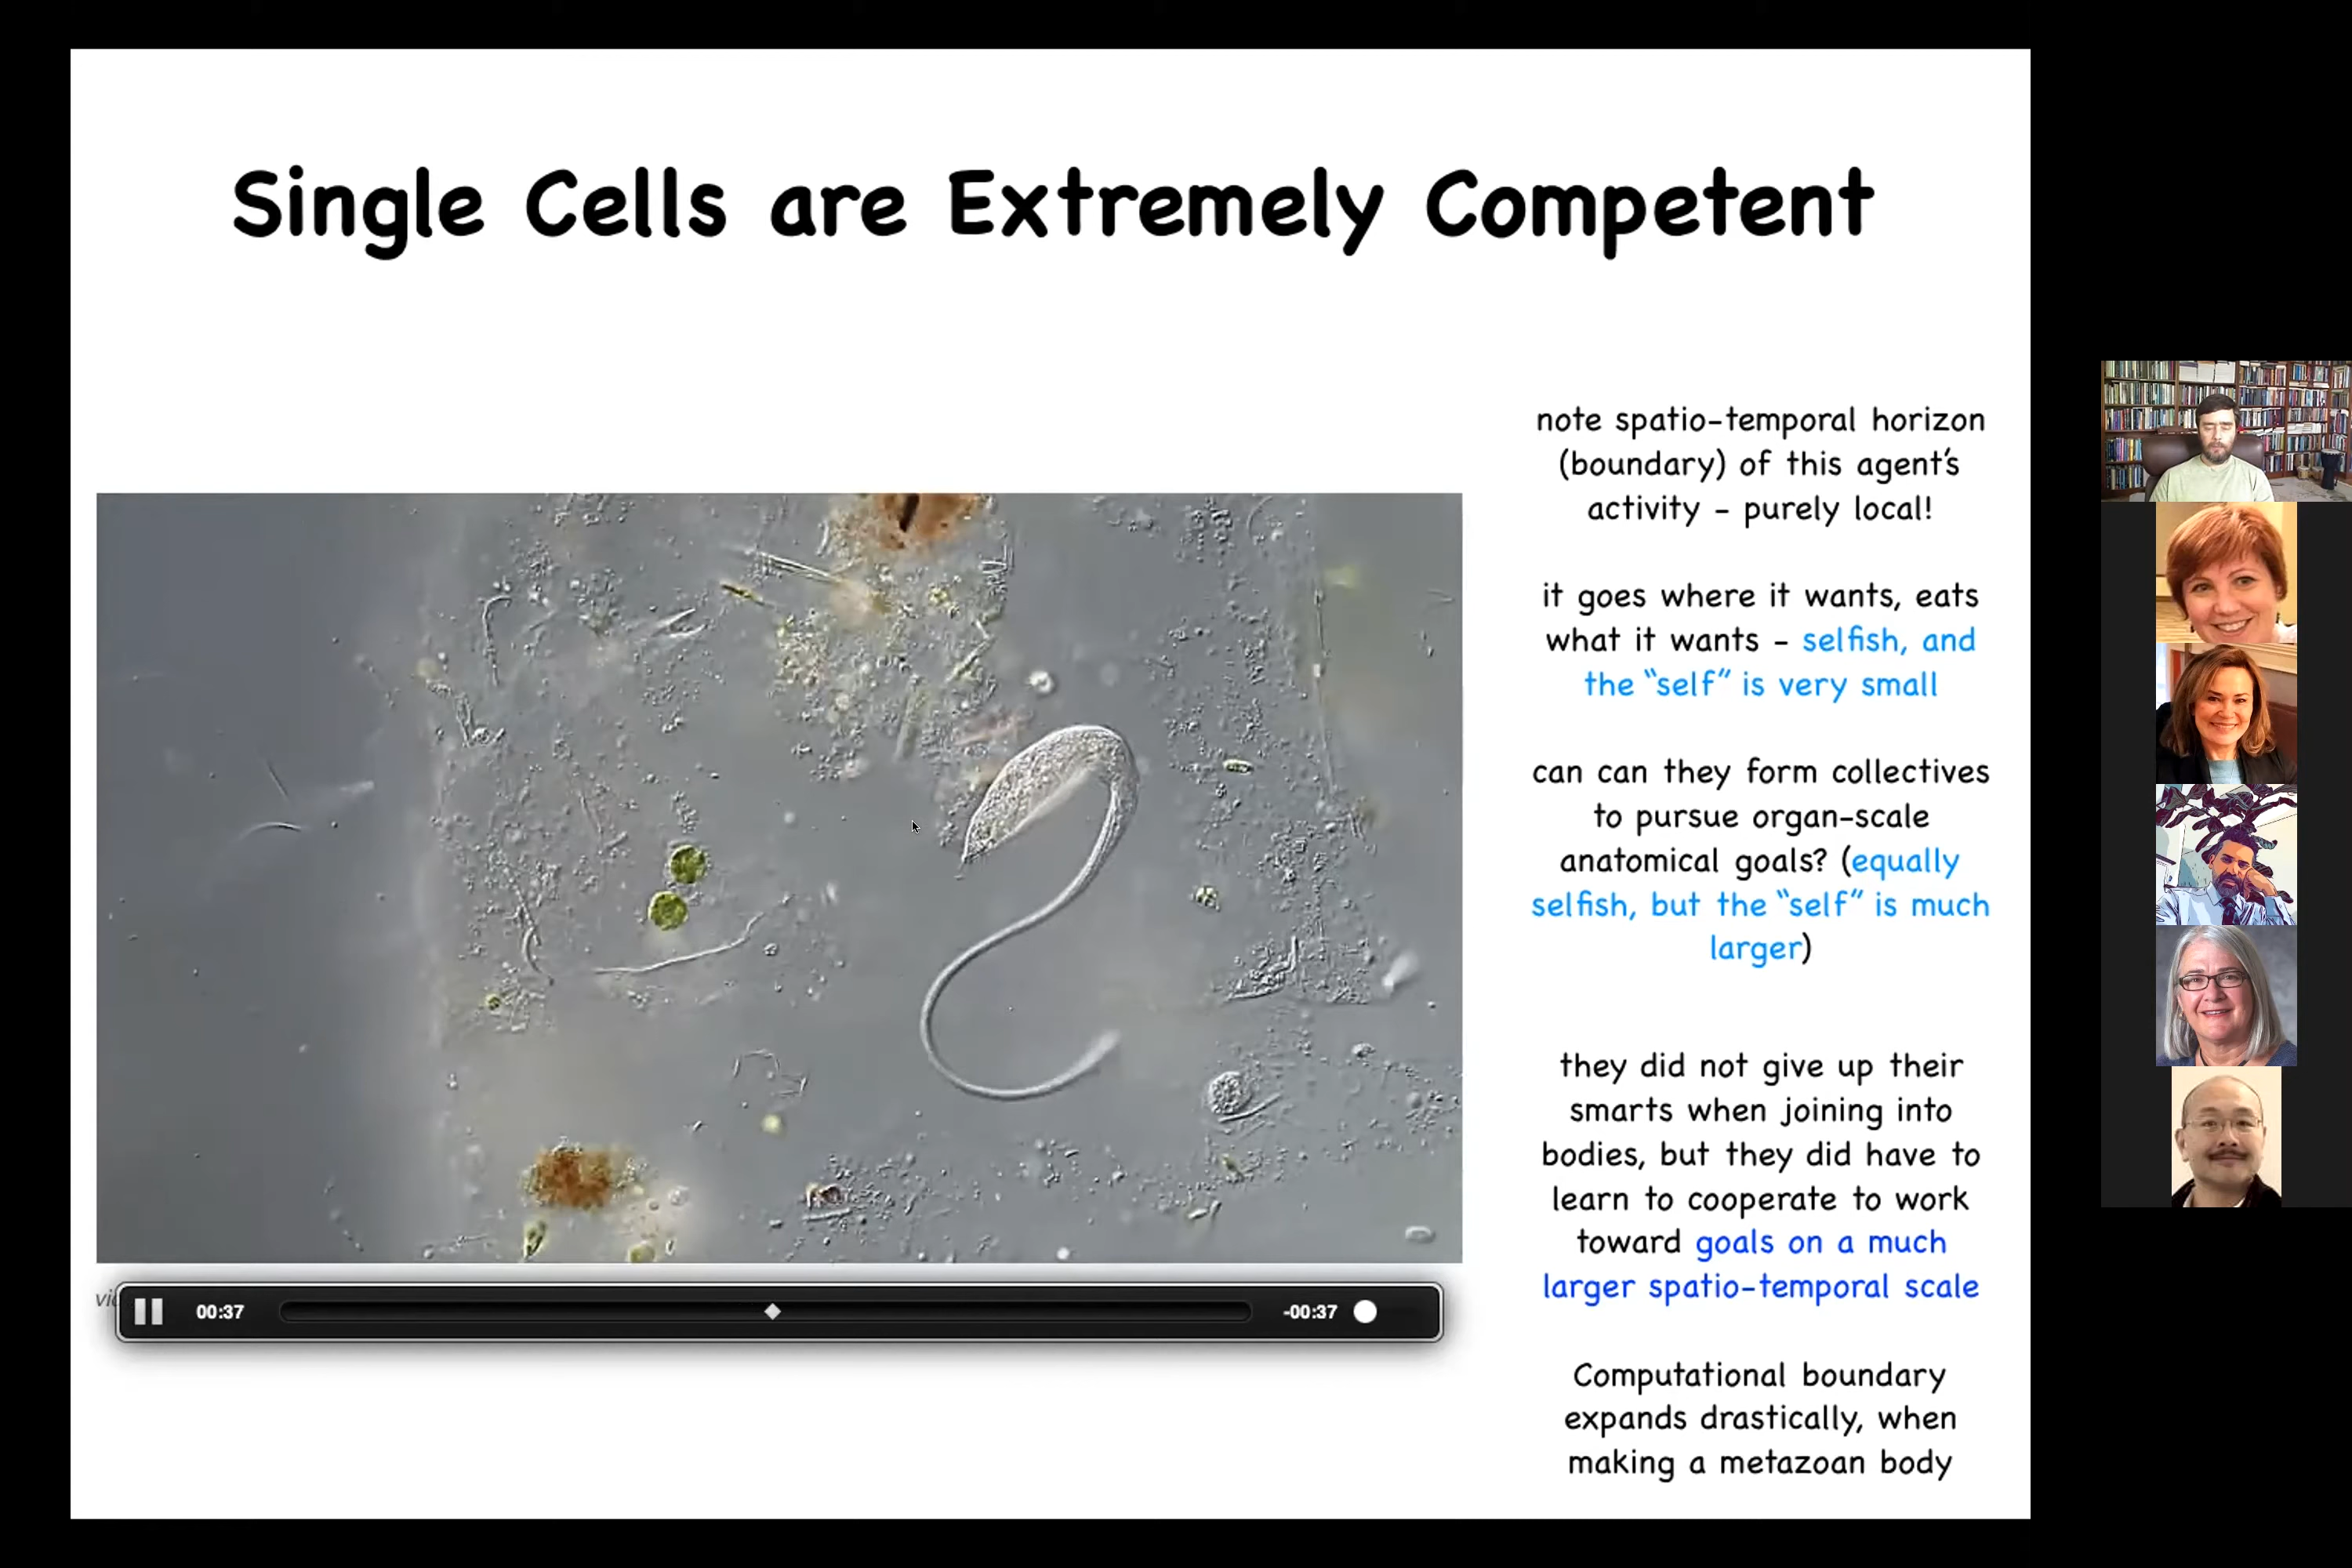 Single Cells are Extremely Competent
note spatio-temporal horizon
(boundary) of this agent's
activity - purely local!
it goes where it wants, eats
what it wants - selfish, and
the “self” is very small
can can they form collectives
to pursue organ-scale
anatomical goals? (equally
selfish, but the “self” is much
larger)
they did not give up their
smarts when joining into
bodies, but they did have to
learn to cooperate to work
toward goals on a much
larger spatio-temporal scale
Computational boundary
expands drastically, when
making a metazoan body
00:37
-00:37